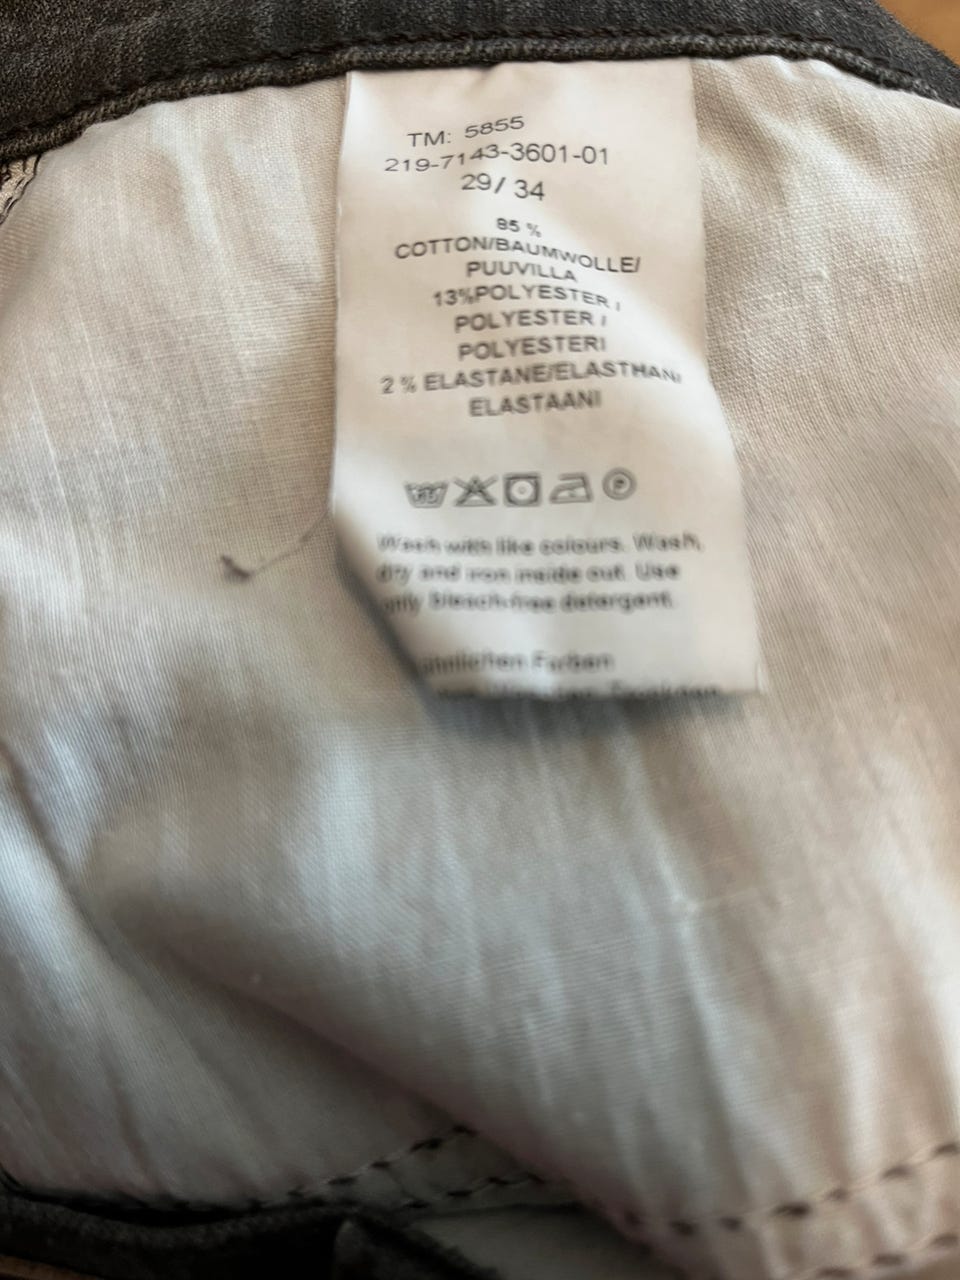 TM: 5855
219-7143-3601-01
29/ 34
85 %
COTTON/BAUMWOLLE/
PUUVILLA
13%POLYESTER /
POLYESTER /
POLYESTERI
2 % ELASTANE/ELASTHAN/
ELASTAANI
Wash with like colours. Wash,
dry and iron inside out. Use
only bleach-free detergent.
Farben